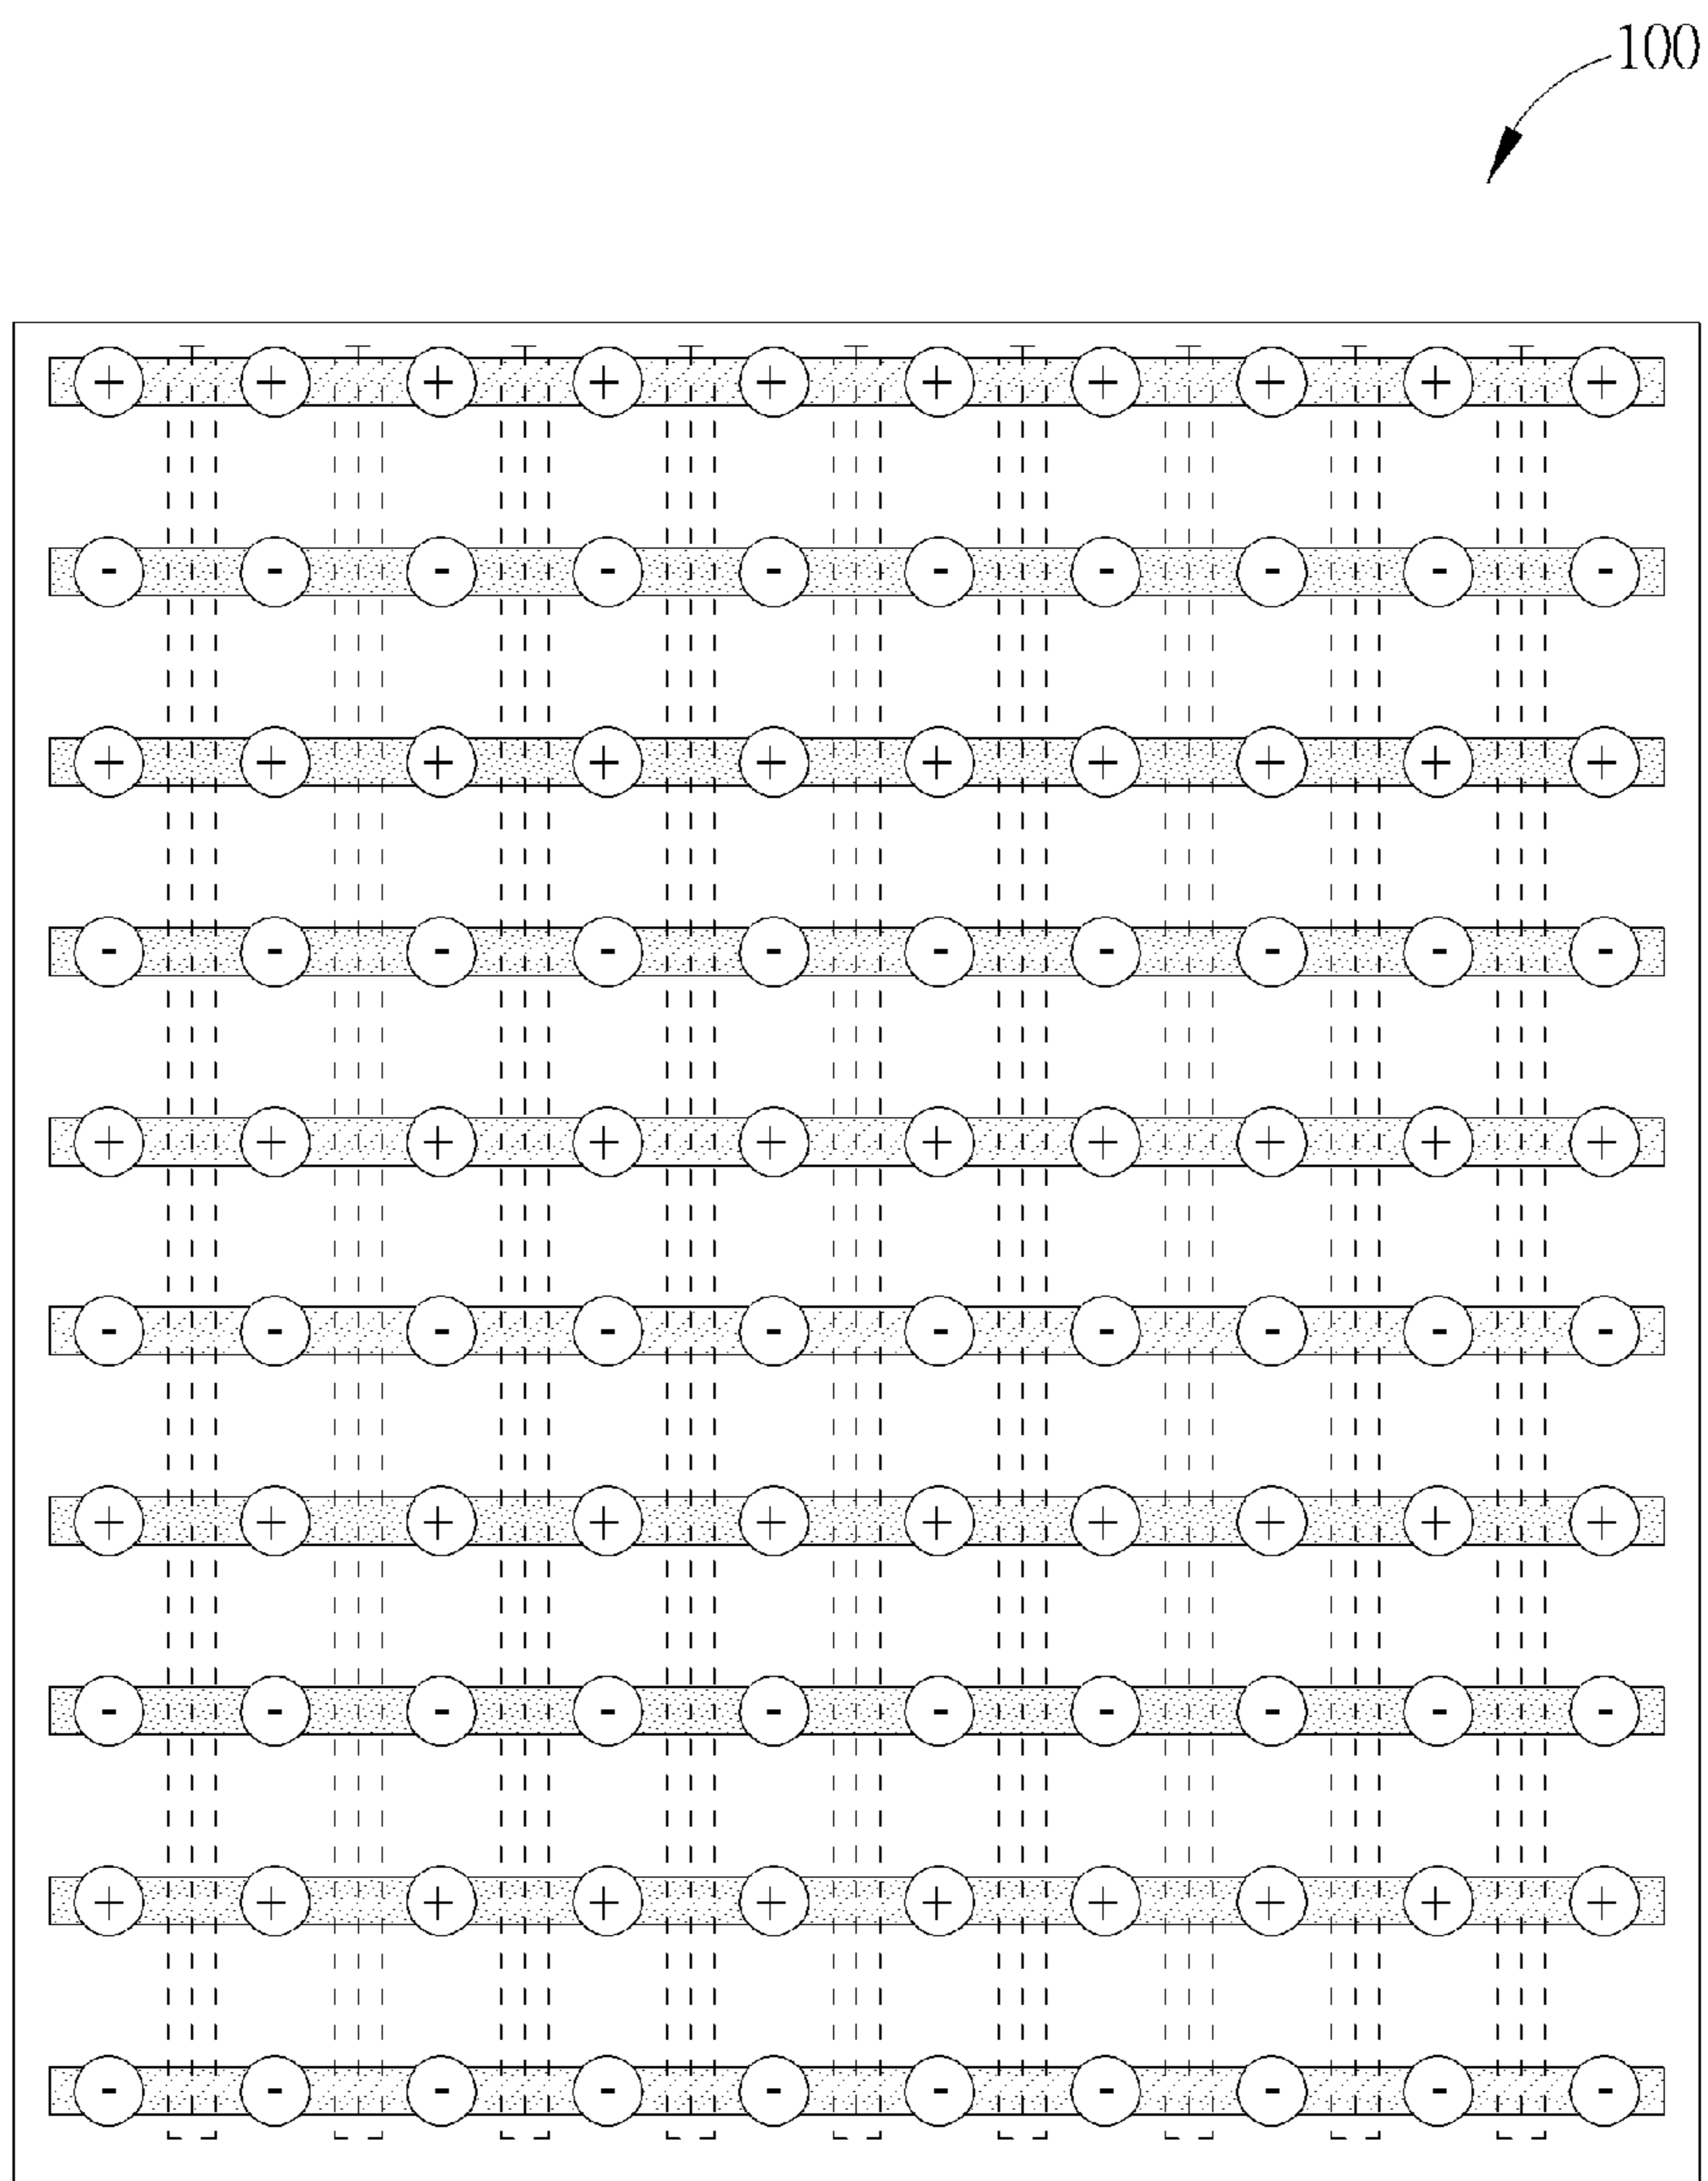 100
+ + + + + + + + + +
- - - - - - - - - -
+ + + + + + + + + +
- - - - - - - - - -
+ + + + + + + + + +
- - - - - - - - - -
+ + + + + + + + + +
- - - - - - - - - -
+ + + + + + + + + +
- - - - - - - - - -